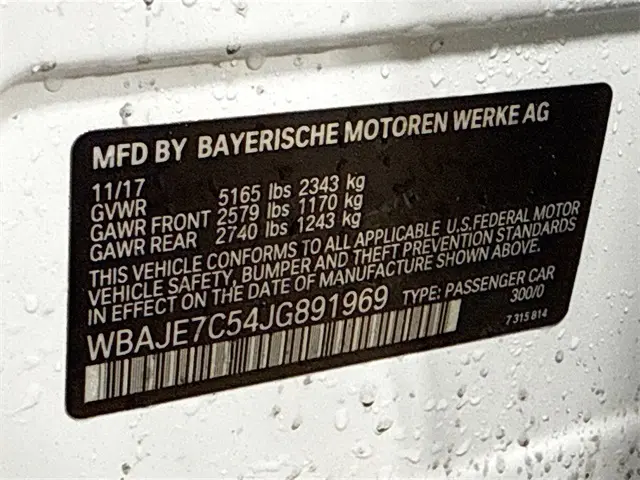 MFD BY BAYERISCHE MOTOREN WERKE AG
11/17
GVWR 5165 lbs 2343 kg
GAWR FRONT 2579 lbs 1170 kg
GAWR REAR 2740 lbs 1243 kg
THIS VEHICLE CONFORMS TO ALL APPLICABLE U.S.FEDERAL MOTOR
VEHICLE SAFETY, BUMPER AND THEFT PREVENTION STANDARDS
IN EFFECT ON THE DATE OF MANUFACTURE SHOWN ABOVE.
WBAJE7C54JG891969 TYPE: PASSENGER CAR
300/0
7 315 814